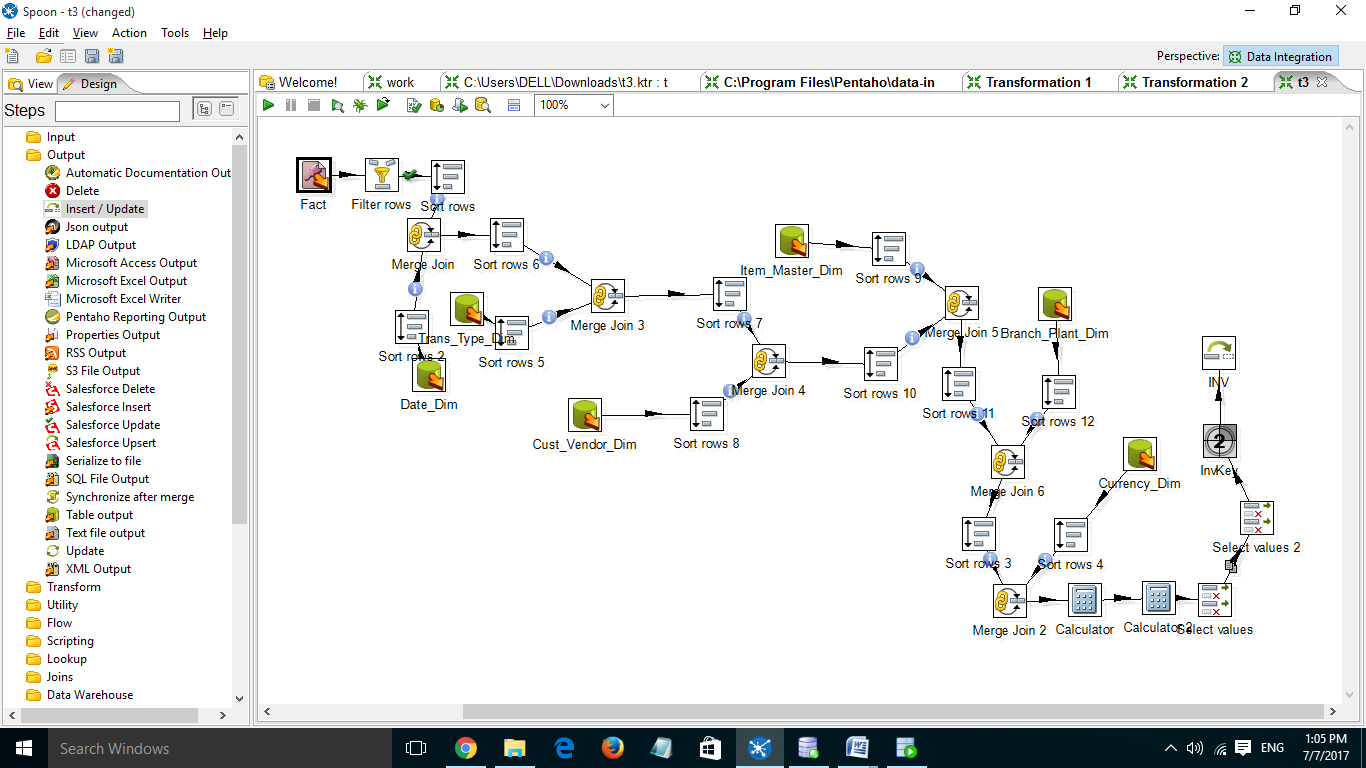 Spoon - t3 (changed)
File Edit View Action Tools Help
Perspective: Data Integration
View Design
Welcome! work C:\Users\DELL\Downloads\t3.ktr : t C:\Program Files\Pentaho\data-in Transformation 1 Transformation 2 t3
Steps
100%
Input
Output
Automatic Documentation Out
Delete
Insert / Update
Json output
LDAP Output
Microsoft Access Output
Microsoft Excel Output
Microsoft Excel Writer
Pentaho Reporting Output
Properties Output
RSS Output
S3 File Output
Salesforce Delete
Salesforce Insert
Salesforce Update
Salesforce Upsert
Serialize to file
SQL File Output
Synchronize after merge
Table output
Text file output
Update
XML Output
Transform
Utility
Flow
Scripting
Lookup
Joins
Data Warehouse
Fact
Filter rows
Sort rows
Merge Join
Sort rows 6
Item_Master_Dim
Sort rows 9
Merge Join 3
Sort rows 7
Merge Join 5
Branch_Plant_Dim
Trans_Type_Dim
Sort rows 2
Sort rows 5
INV
Date_Dim
Merge Join 4
Sort rows 10
Sort rows 11
Sort rows 12
Cust_Vendor_Dim
Sort rows 8
2
InvKey
Merge Join 6
Currency_Dim
Select values 2
Sort rows 3
Sort rows 4
Merge Join 2
Calculator
Calculator 2
Select values
Search Windows
ENG
1:05 PM
7/7/2017